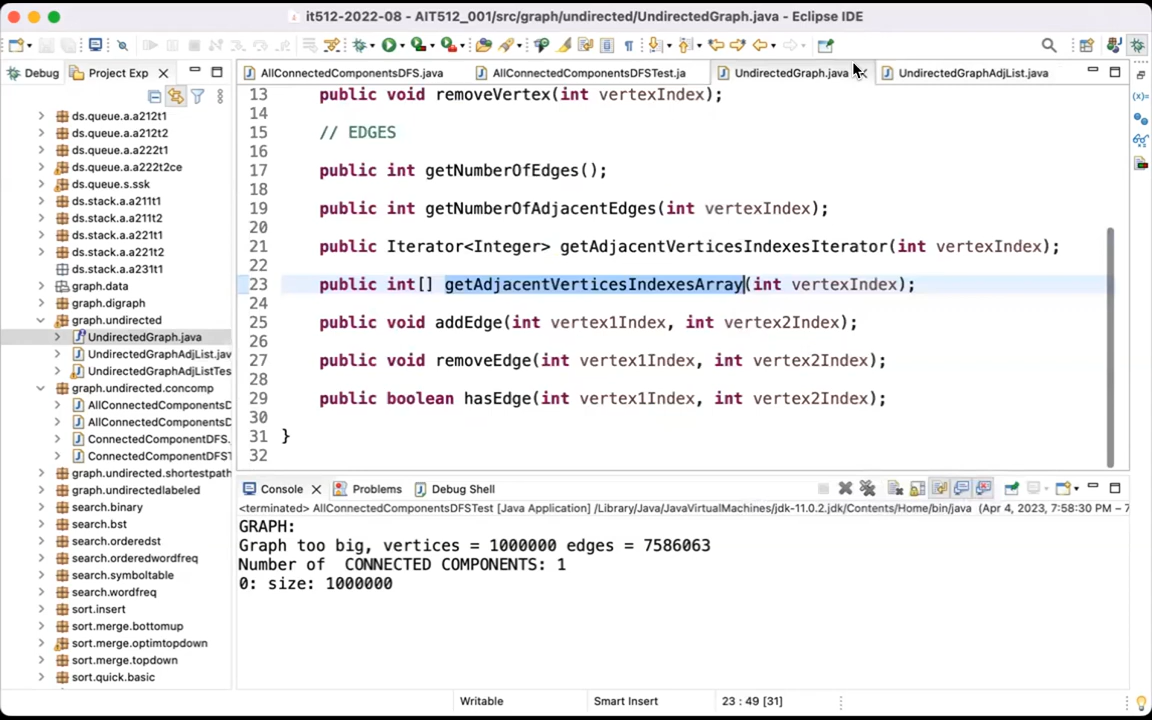 it512-2022-08 - AIT512_001/src/graph/undirected/UndirectedGraph.java - Eclipse IDE
Debug
Project Exp
AllConnectedComponentsDFS.java
AllConnectedComponentsDFSTest.ja
UndirectedGraph.java
UndirectedGraphAdjList.java
ds.queue.a.a212t1
ds.queue.a.a212t2
ds.queue.a.a222t1
ds.queue.a.a222t2ce
ds.queue.s.ssk
ds.stack.a.a211t1
ds.stack.a.a211t2
ds.stack.a.a221t1
ds.stack.a.a221t2
ds.stack.a.a231t1
graph.data
graph.digraph
graph.undirected
UndirectedGraph.java
UndirectedGraphAdjList.jav
UndirectedGraphAdjListTes
graph.undirected.concomp
AllConnectedComponentsD
AllConnectedComponentsD
ConnectedComponentDFS.
ConnectedComponentDFST
graph.undirected.shortestpath
graph.undirectedlabeled
search.binary
search.bst
search.orderedst
search.orderedwordfreq
search.symboltable
search.wordfreq
sort.insert
sort.merge.bottomup
sort.merge.optimtopdown
sort.merge.topdown
sort.quick.basic
13 public void removeVertex(int vertexIndex);
14
15 // EDGES
16
17 public int getNumberOfEdges();
18
19 public int getNumberOfAdjacentEdges(int vertexIndex);
20
21 public Iterator<Integer> getAdjacentVerticesIndexesIterator(int vertexIndex);
22
23 public int[] getAdjacentVerticesIndexesArray(int vertexIndex);
24
25 public void addEdge(int vertex1Index, int vertex2Index);
26
27 public void removeEdge(int vertex1Index, int vertex2Index);
28
29 public boolean hasEdge(int vertex1Index, int vertex2Index);
30
31 }
32
Console
Problems
Debug Shell
<terminated> AllConnectedComponentsDFSTest [Java Application] /Library/Java/JavaVirtualMachines/jdk-11.0.2.jdk/Contents/Home/bin/java (Apr 4, 2023, 7:58:30 PM – 7
GRAPH:
Graph too big, vertices = 1000000 edges = 7586063
Number of  CONNECTED COMPONENTS: 1
0: size: 1000000
Writable
Smart Insert
23 : 49 [31]